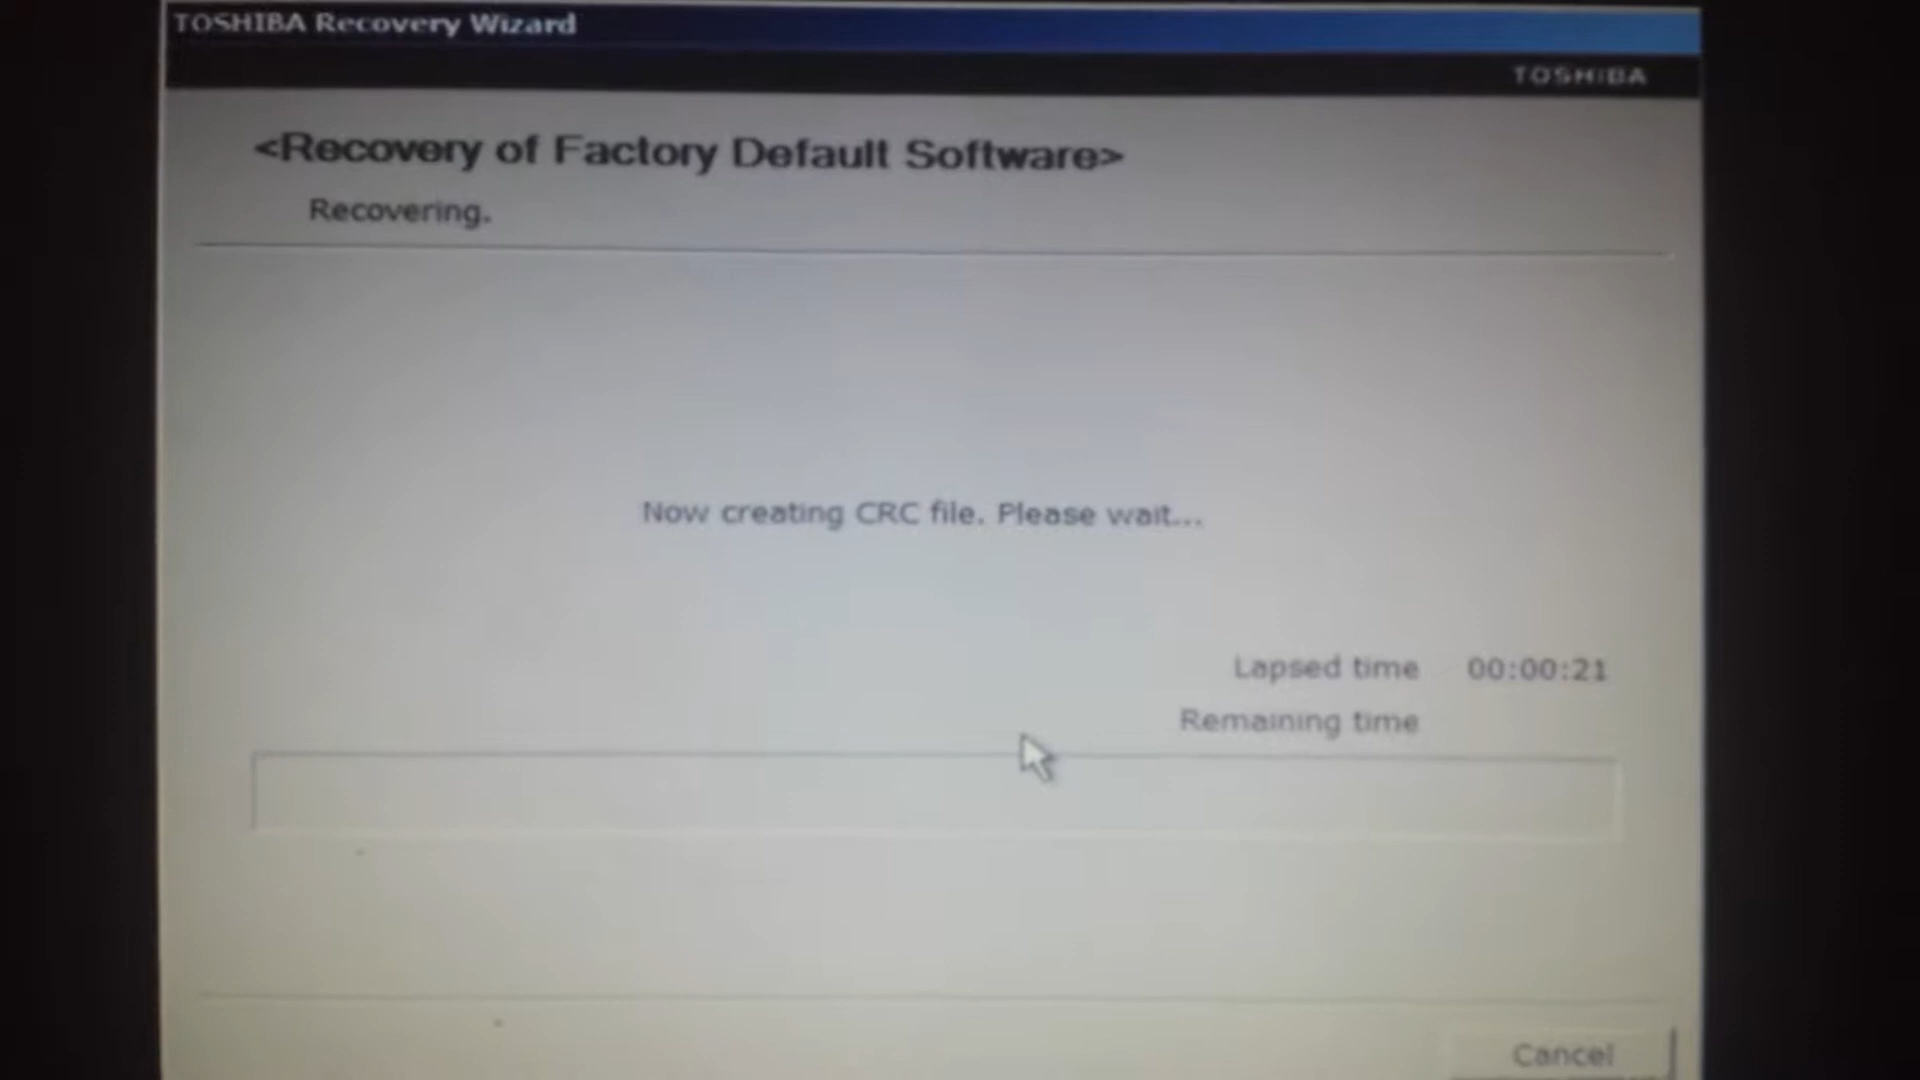 TOSHIBA Recovery Wizard
TOSHIBA
<Recovery of Factory Default Software>
Recovering.
Now creating CRC file. Please wait...
Lapsed time 00:00:21
Remaining time
Cancel